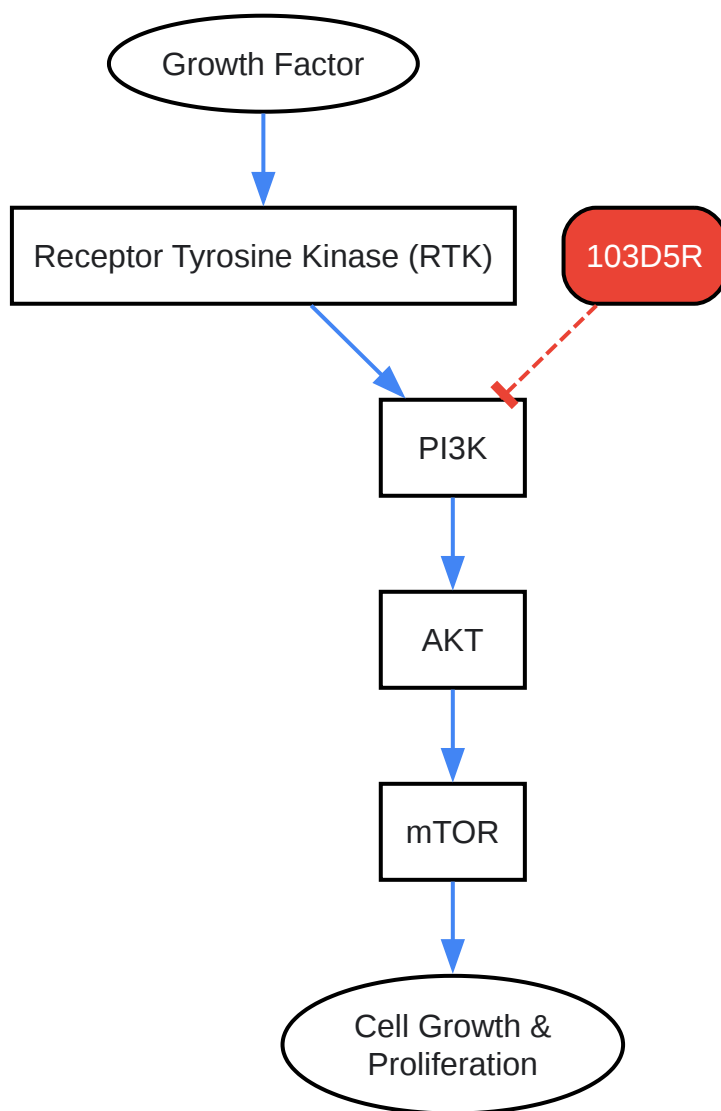 Growth Factor
Receptor Tyrosine Kinase (RTK)
103D5R
PI3K
AKT
mTOR
Cell Growth &
Proliferation